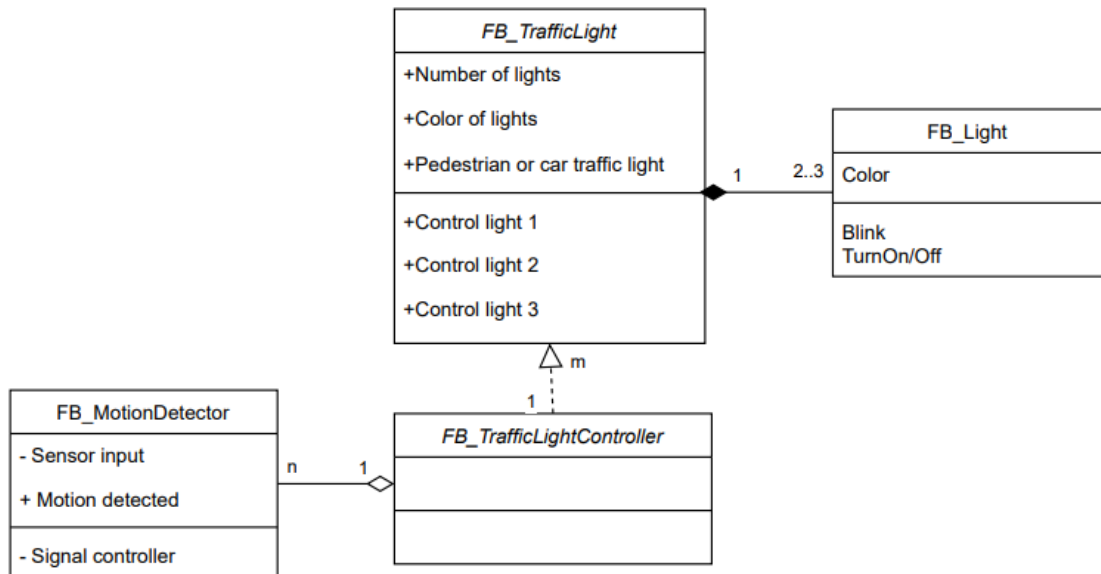 FB_TrafficLight
+Number of lights
+Color of lights
+Pedestrian or car traffic light
+Control light 1
+Control light 2
+Control light 3
1
2..3
FB_Light
Color
Blink
TurnOn/Off
m
1
FB_MotionDetector
- Sensor input
+ Motion detected
- Signal controller
n
1
FB_TrafficLightController